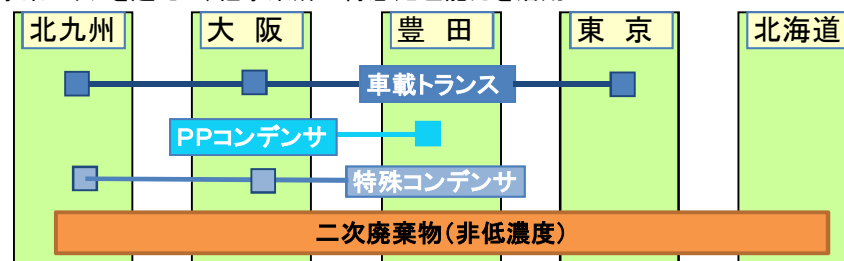 北九州 大 阪 豊 田 東 京 北海道
車載トランス
PPコンデンサ
特殊コンデンサ
二次廃棄物(非低濃度)